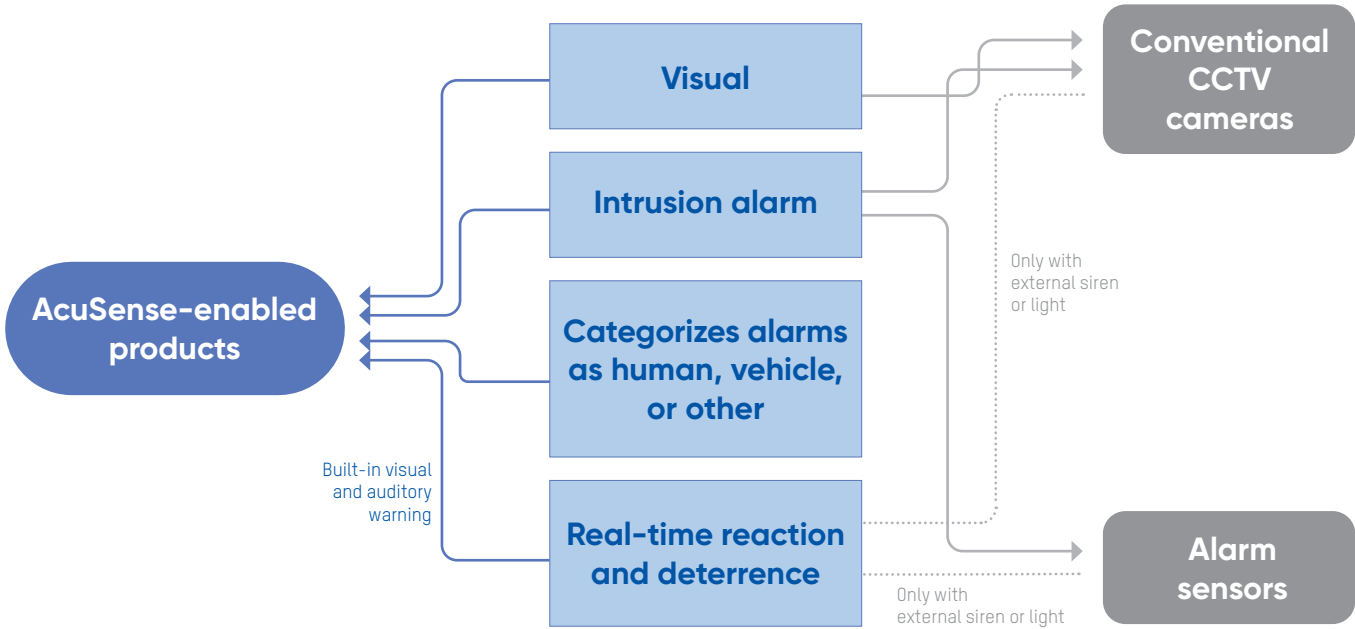 Visual
Conventional
CCTV
cameras
Intrusion alarm
AcuSense-enabled
products
Only with
external siren
or light
Categorizes alarms
as human, vehicle,
or other
Built-in visual
and auditory
warning
Real-time reaction
and deterrence
Only with
external siren or light
Alarm
sensors